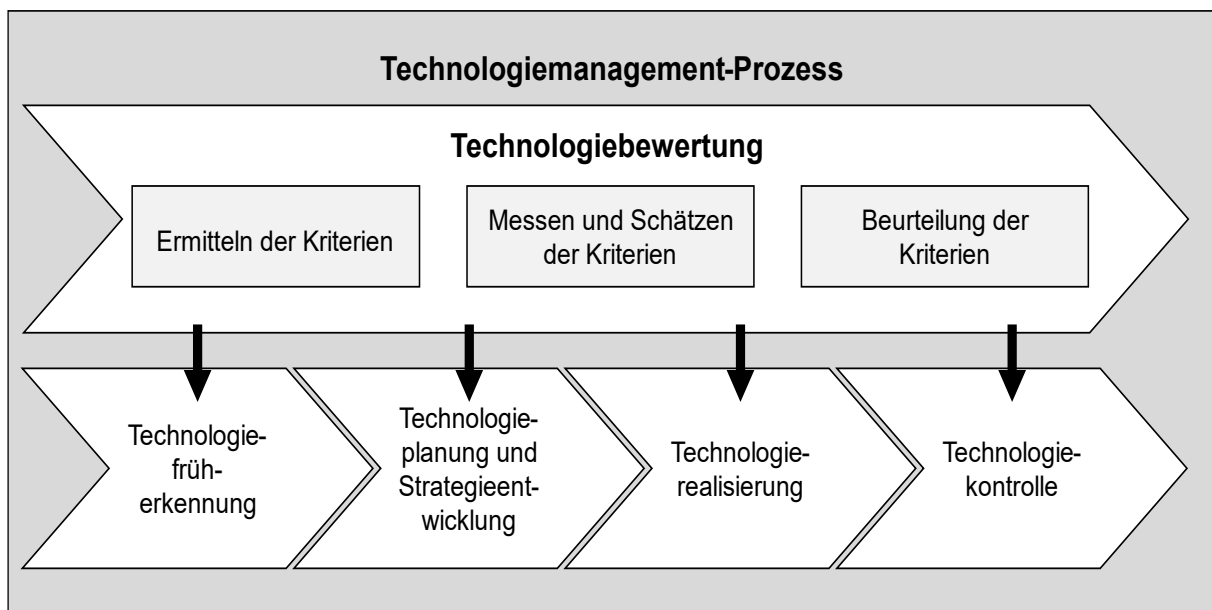 Technologiemanagement-Prozess
Technologiebewertung
Ermitteln der Kriterien
Messen und Schätzen
der Kriterien
Beurteilung der
Kriterien
Technologie-
früh-
erkennung
Technologie-
planung und
Strategieent-
wicklung
Technologie-
realisierung
Technologie-
kontrolle